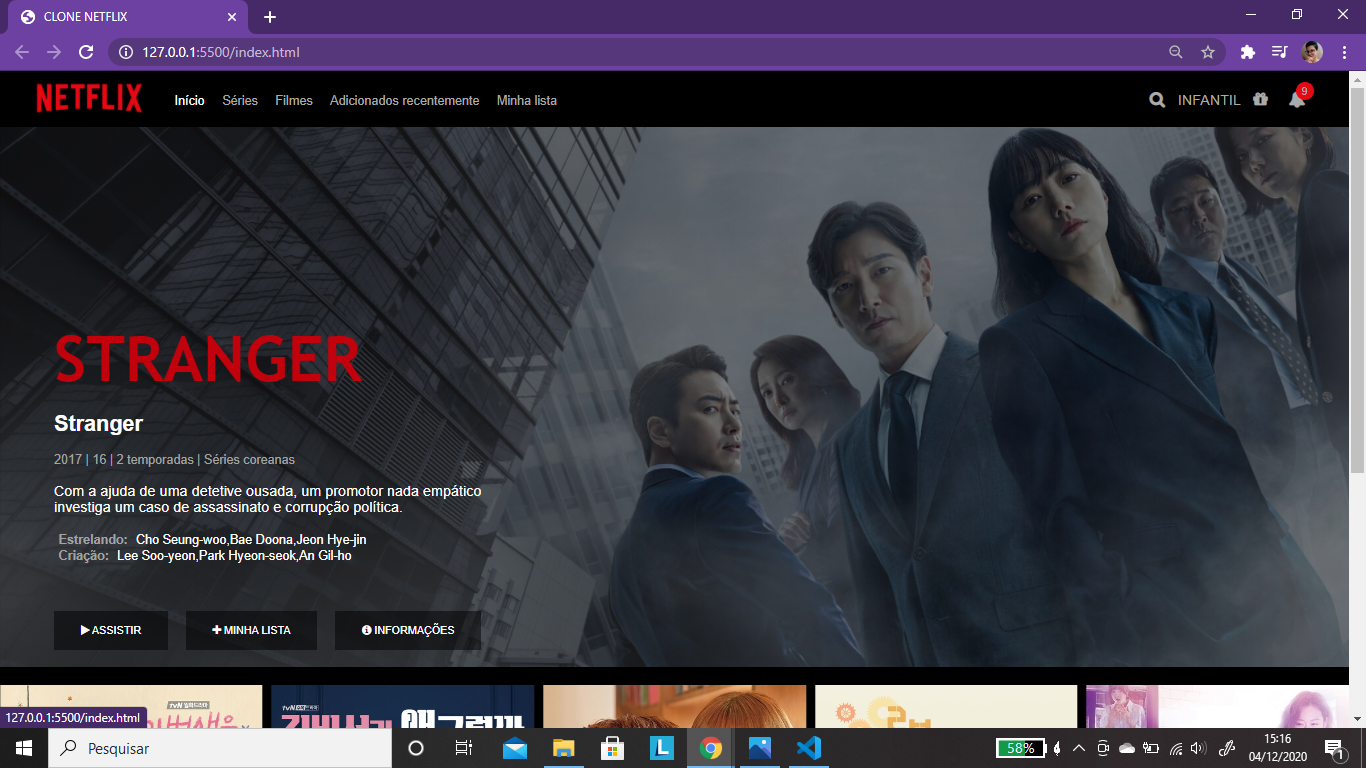 CLONE NETFLIX
127.0.0.1:5500/index.html
NETFLIX
Início Séries Filmes Adicionados recentemente Minha lista
INFANTIL
9
STRANGER
Stranger
2017 | 16 | 2 temporadas | Séries coreanas
Com a ajuda de uma detetive ousada, um promotor nada empático
investiga um caso de assassinato e corrupção política.
Estrelando: Cho Seung-woo,Bae Doona,Jeon Hye-jin
Criação: Lee Soo-yeon,Park Hyeon-seok,An Gil-ho
ASSISTIR MINHA LISTA INFORMAÇÕES
127.0.0.1:5500/index.html
Pesquisar
L
58%
15:16
04/12/2020
1